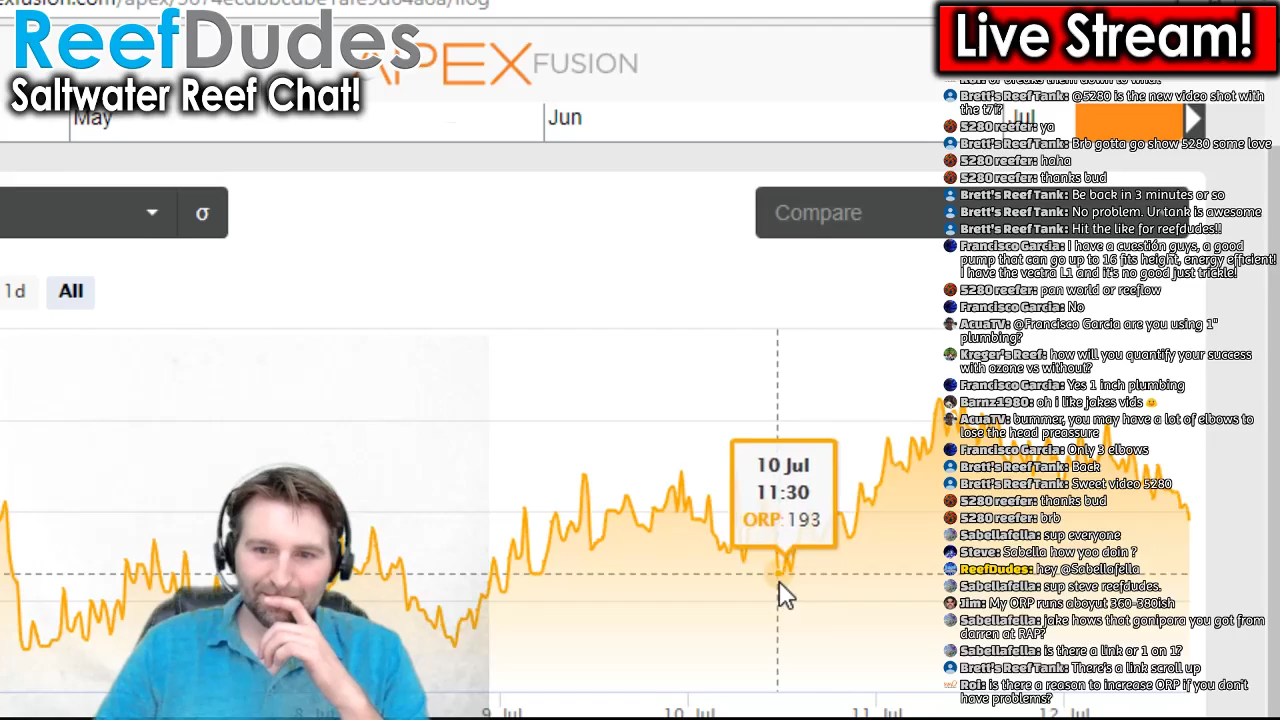 ReefDudes
Saltwater Reef Chat!
APEX FUSION
Live Stream!
May
Jun
Jul
σ
Compare
1d
All
10 Jul
11:30
ORP: 193
9 Jul
10 Jul
11 Jul
12 Jul
Brett's Reef Tank: @5280 is the new video shot with
the t7i?
5280 reefer: ya
Brett's Reef Tank: Brb gotta go show 5280 some love
5280 reefer: haha
5280 reefer: thanks bud
Brett's Reef Tank: Be back in 3 minutes or so
Brett's Reef Tank: No problem. Ur tank is awesome
Brett's Reef Tank: Hit the like for reefdudes!!
Francisco Garcia: I have a cuestión guys, a good
pump that can go up to 16 fits height, energy efficient!
I have the vectra L1 and it's no good just trickle!
5280 reefer: pan world or reeflow
Francisco Garcia: No
AcuaTV: @Francisco Garcia are you using 1"
plumbing?
Kreger's Reef: how will you quantify your success
with ozone vs without?
Francisco Garcia: Yes 1 inch plumbing
Barnz1980: oh i like jakes vids
AcuaTV: bummer, you may have a lot of elbows to
lose the head preassure
Francisco Garcia: Only 3 elbows
Brett's Reef Tank: Back
Brett's Reef Tank: Sweet video 5280
5280 reefer: thanks bud
5280 reefer: brb
Sabellafella: sup everyone
Steve: Sabella how yoo doin ?
ReefDudes: hey @Sabellafella
Sabellafella: sup steve reefdudes.
Jim: My ORP runs aboyut 360-380ish
Sabellafella: jake hows that gonipora you got from
darren at RAP?
Sabellafella: is there a link or 1 on 1?
Brett's Reef Tank: There's a link scroll up
RoI: is there a reason to increase ORP if you don't
have problems?